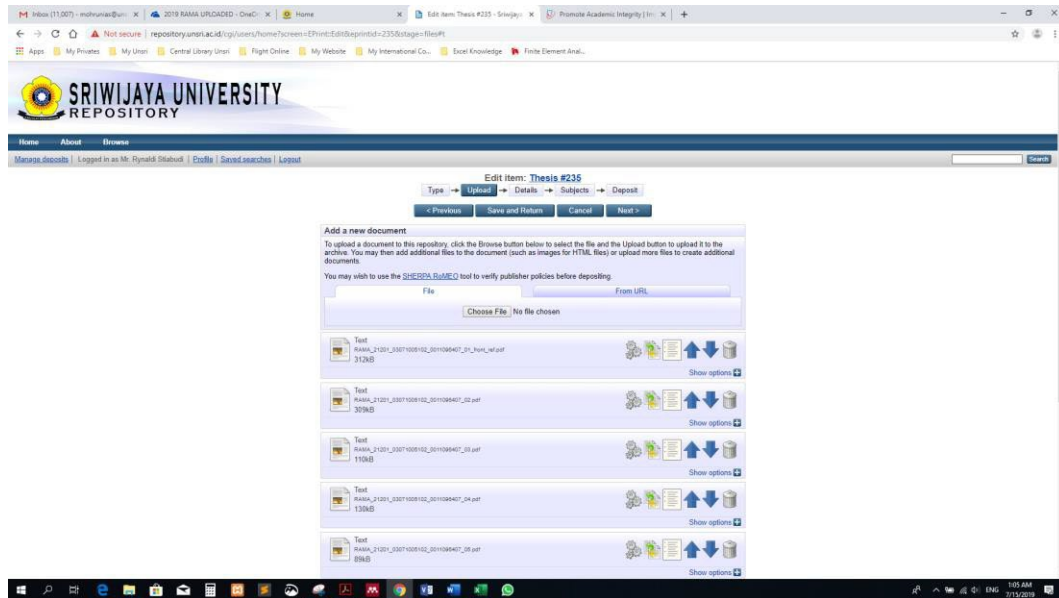 Inbox (11,007) - mohruniax@uns
2019 RAMA UPLOADED - OneDr
Home
Edit item: Thesis #235 - Sriwijaya
Promote Academic Integrity | Im
Not secure | repository.unsri.ac.id/cgi/users/home?screen=EPrint:Edit&eprintid=235&stage=files#t
Apps My Privates My Unsri Central Library Unsri Flight Online My Website My International Co... Excel Knowledge Finite Element Anal...
SRIWIJAYA UNIVERSITY
REPOSITORY
Home About Browse
Manage deposits | Logged in as Mr. Rynaldi Stiabudi | Profile | Saved searches | Logout
Search
Edit item: Thesis #235
Type Upload Details Subjects Deposit
< Previous Save and Return Cancel Next >
Add a new document
To upload a document to this repository, click the Browse button below to select the file and the Upload button to upload it to the
archive. You may then add additional files to the document (such as images for HTML files) or upload more files to create additional
documents.
You may wish to use the SHERPA RoMEO tool to verify publisher policies before depositing.
File From URL
Choose File No file chosen
Text
RAMA_21201_03071005102_0011096407_01_front_ref.pdf
312kB
Show options
Text
RAMA_21201_03071005102_0011096407_02.pdf
309kB
Show options
Text
RAMA_21201_03071005102_0011096407_03.pdf
110kB
Show options
Text
RAMA_21201_03071005102_0011096407_04.pdf
130kB
Show options
Text
RAMA_21201_03071005102_0011096407_05.pdf
89kB
Show options
ENG
1:05 AM
7/15/2019